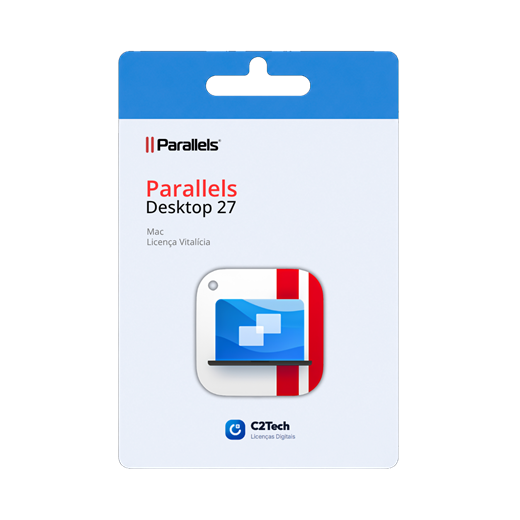 Parallels®
Parallels
Desktop 27
Mac
Licença Vitalícia
C2Tech
Licenças Digitais